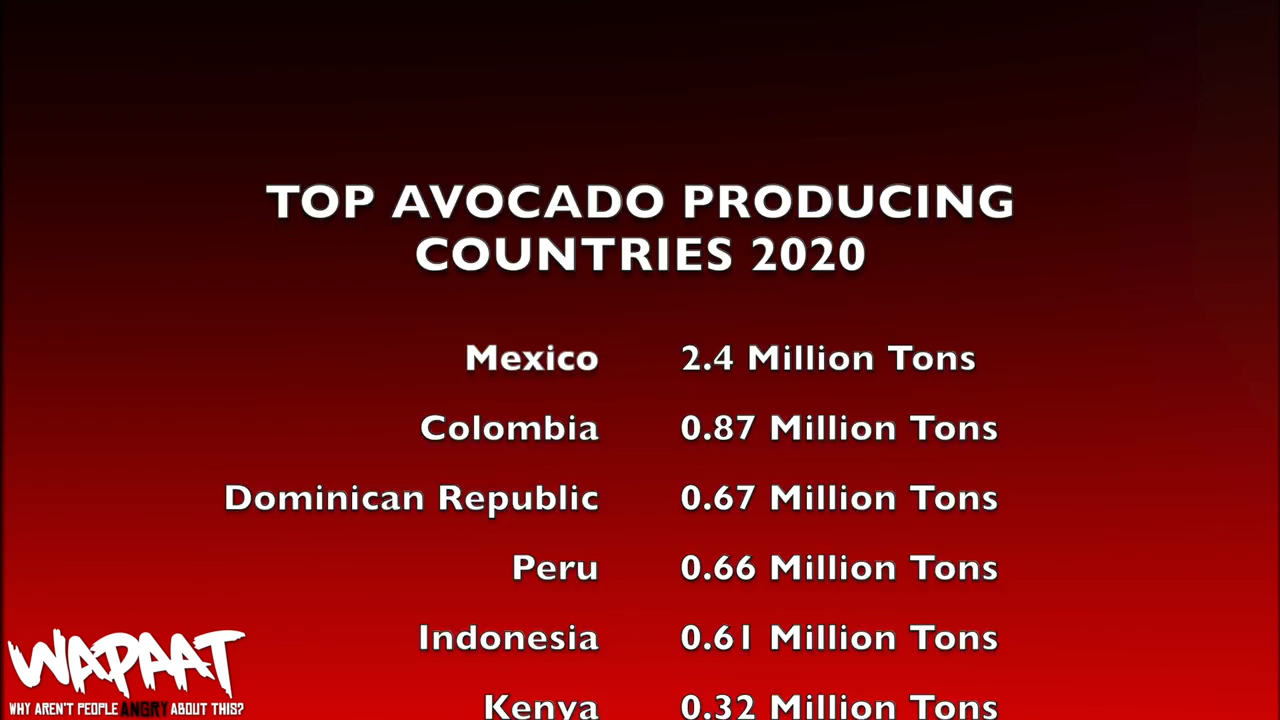 TOP AVOCADO PRODUCING
COUNTRIES 2020
Mexico 2.4 Million Tons
Colombia 0.87 Million Tons
Dominican Republic 0.67 Million Tons
Peru 0.66 Million Tons
Indonesia 0.61 Million Tons
Kenya 0.32 Million Tons
WAPAAT
WHY AREN'T PEOPLE ANGRY ABOUT THIS?